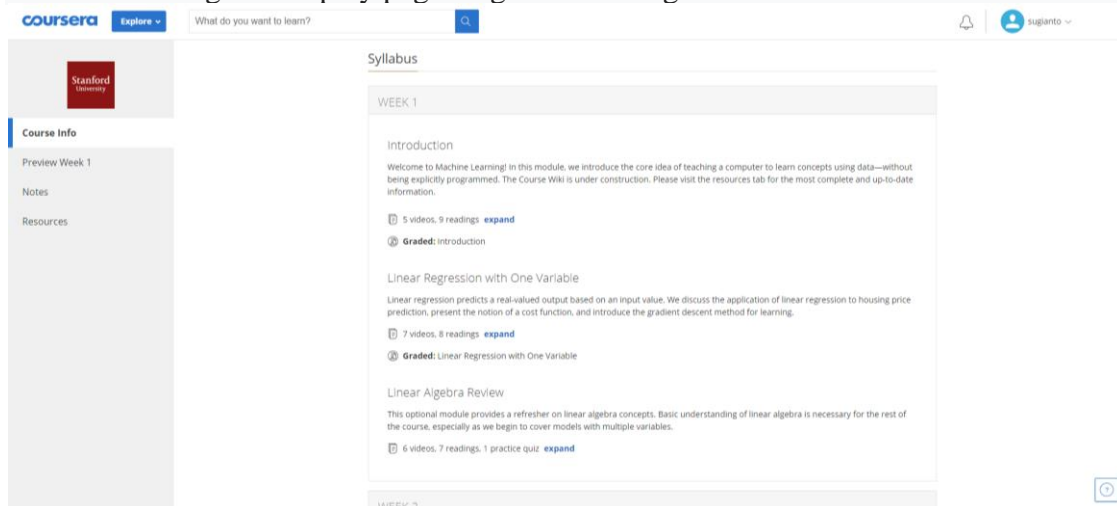 coursera
Explore
What do you want to learn?
sugianto
Stanford
University
Course Info
Preview Week 1
Notes
Resources
Syllabus
WEEK 1
Introduction
Welcome to Machine Learning! In this module, we introduce the core idea of teaching a computer to learn concepts using data—without
being explicitly programmed. The Course Wiki is under construction. Please visit the resources tab for the most complete and up-to-date
information.
5 videos, 9 readings expand
Graded: Introduction
Linear Regression with One Variable
Linear regression predicts a real-valued output based on an input value. We discuss the application of linear regression to housing price
prediction, present the notion of a cost function, and introduce the gradient descent method for learning.
7 videos, 8 readings expand
Graded: Linear Regression with One Variable
Linear Algebra Review
This optional module provides a refresher on linear algebra concepts. Basic understanding of linear algebra is necessary for the rest of
the course, especially as we begin to cover models with multiple variables.
6 videos, 7 readings, 1 practice quiz expand